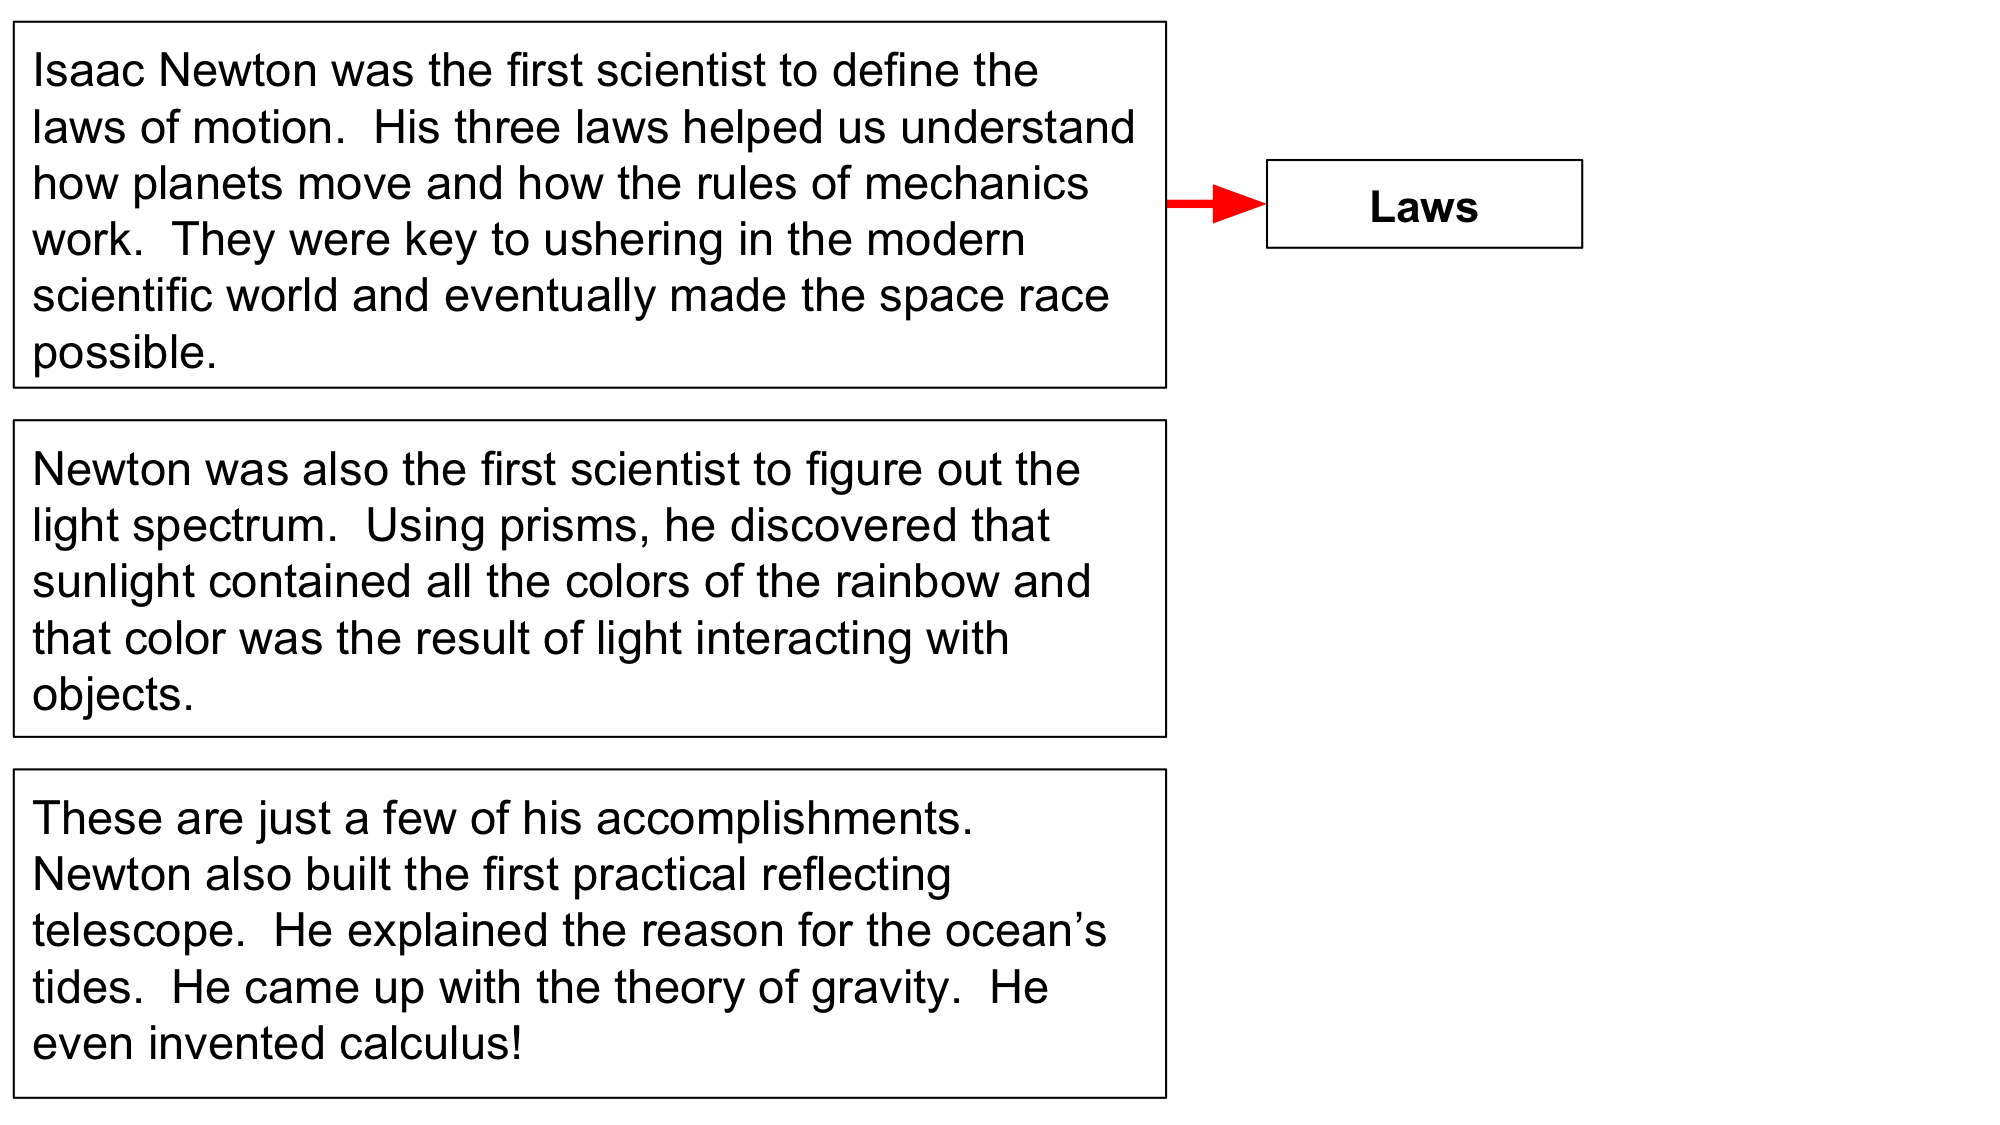 Isaac Newton was the first scientist to define the
laws of motion.  His three laws helped us understand
how planets move and how the rules of mechanics
work.  They were key to ushering in the modern
scientific world and eventually made the space race
possible.
Laws
Newton was also the first scientist to figure out the
light spectrum.  Using prisms, he discovered that
sunlight contained all the colors of the rainbow and
that color was the result of light interacting with
objects.
These are just a few of his accomplishments.
Newton also built the first practical reflecting
telescope.  He explained the reason for the ocean’s
tides.  He came up with the theory of gravity.  He
even invented calculus!